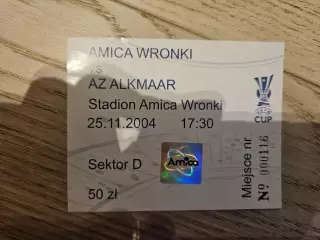 AMICA WRONKI
vs
AZ ALKMAAR
Stadion Amica Wronki
25.11.2004 17:30
Sektor D
50 zł
Amica
CUP
Miejsce nr
№ 000116